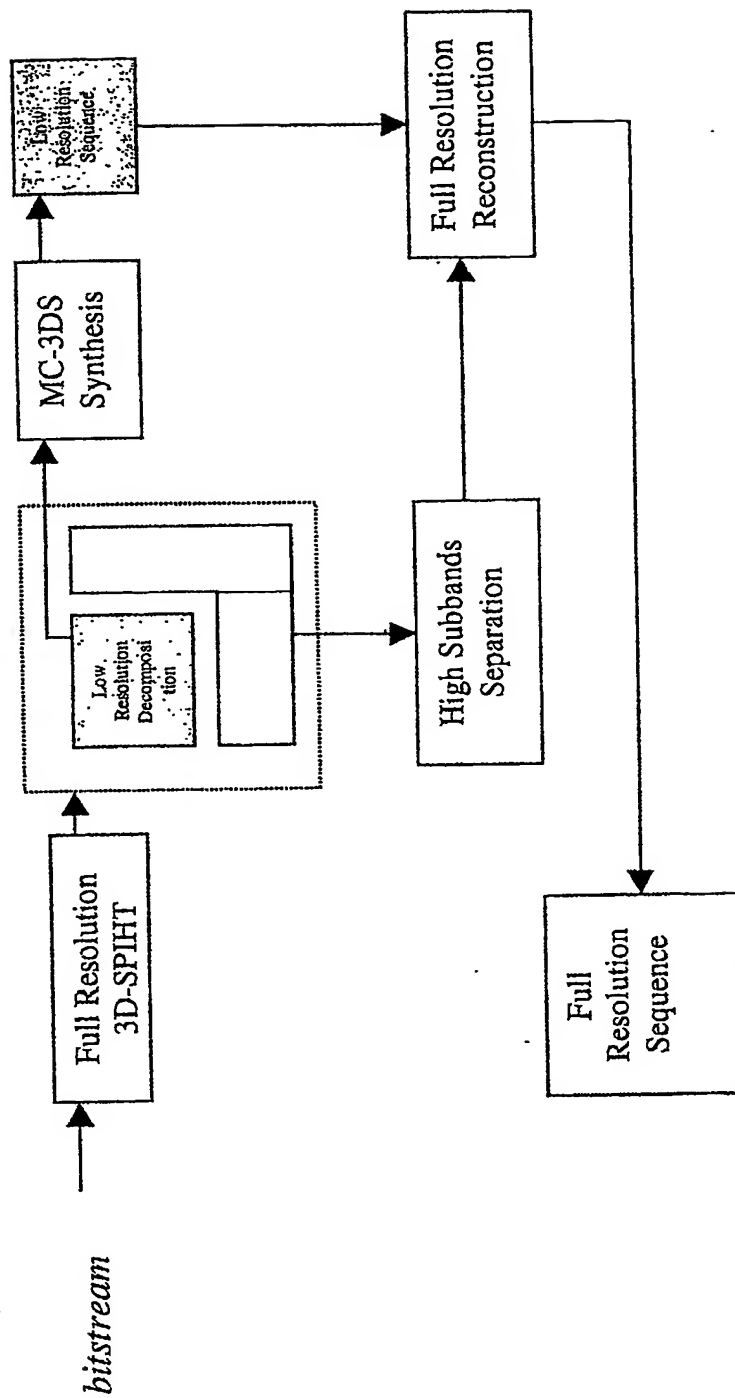 bitstream
Full Resolution
3D-SPIHT
Low
Resolution
Decomposi
tion
MC-3DS
Synthesis
Low
Resolution
Sequence
High Subbands
Separation
Full Resolution
Reconstruction
Full
Resolution
Sequence